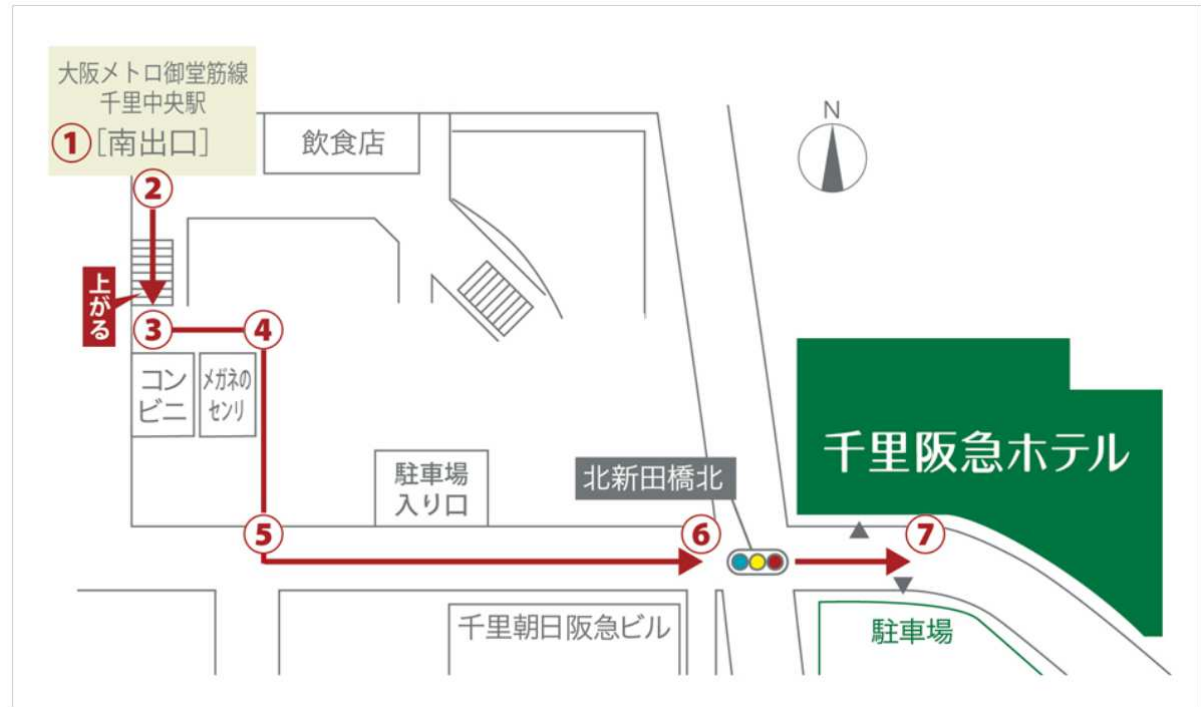 大阪メトロ御堂筋線
千里中央駅
①[南出口]
②
飲食店
N
上がる
③
④
コン
ビニ
メガネの
センリ
駐車場
入り口
北新田橋北
千里阪急ホテル
⑤
⑥
⑦
千里朝日阪急ビル
駐車場